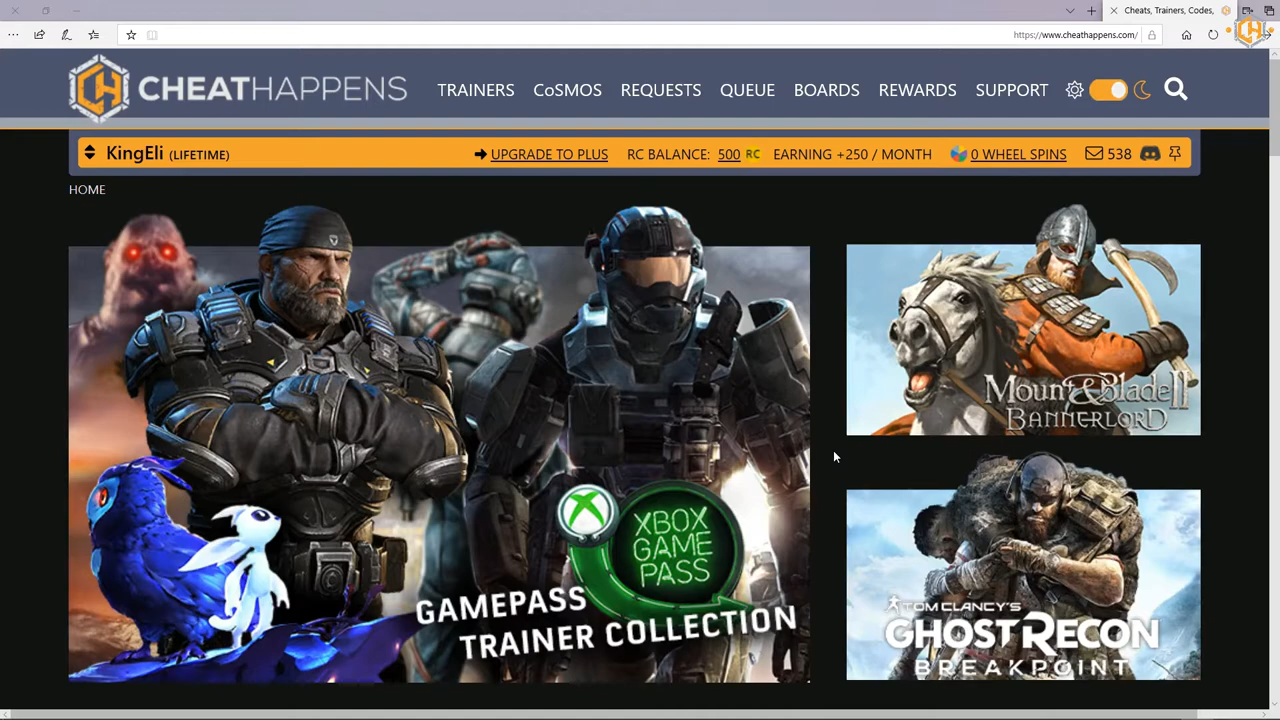 Cheats, Trainers, Codes,
https://www.cheathappens.com/
CHEATHAPPENS
TRAINERS CoSMOS REQUESTS QUEUE BOARDS REWARDS SUPPORT
KingEli (LIFETIME) UPGRADE TO PLUS RC BALANCE: 500 RC EARNING +250 / MONTH 0 WHEEL SPINS 538
HOME
XBOX
GAME
PASS
GAMEPASS
TRAINER COLLECTION
Mount&Blade II
BANNERLORD
TOM CLANCY'S
GHOST RECON
BREAKPOINT